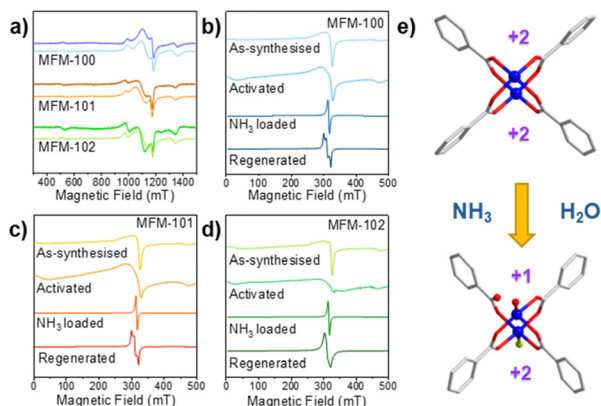 a)
MFM-100
MFM-101
MFM-102
400 600 800 1000 1200 1400
Magnetic Field (mT)
b)
MFM-100
As-synthesised
Activated
NH3 loaded
Regenerated
0 100 200 300 400 500
Magnetic Field (mT)
c)
MFM-101
As-synthesised
Activated
NH3 loaded
Regenerated
0 100 200 300 400 500
Magnetic Field (mT)
d)
MFM-102
As-synthesised
Activated
NH3 loaded
Regenerated
0 100 200 300 400 500
Magnetic Field (mT)
e)
+2
+2
NH3 H2O
+1
+2